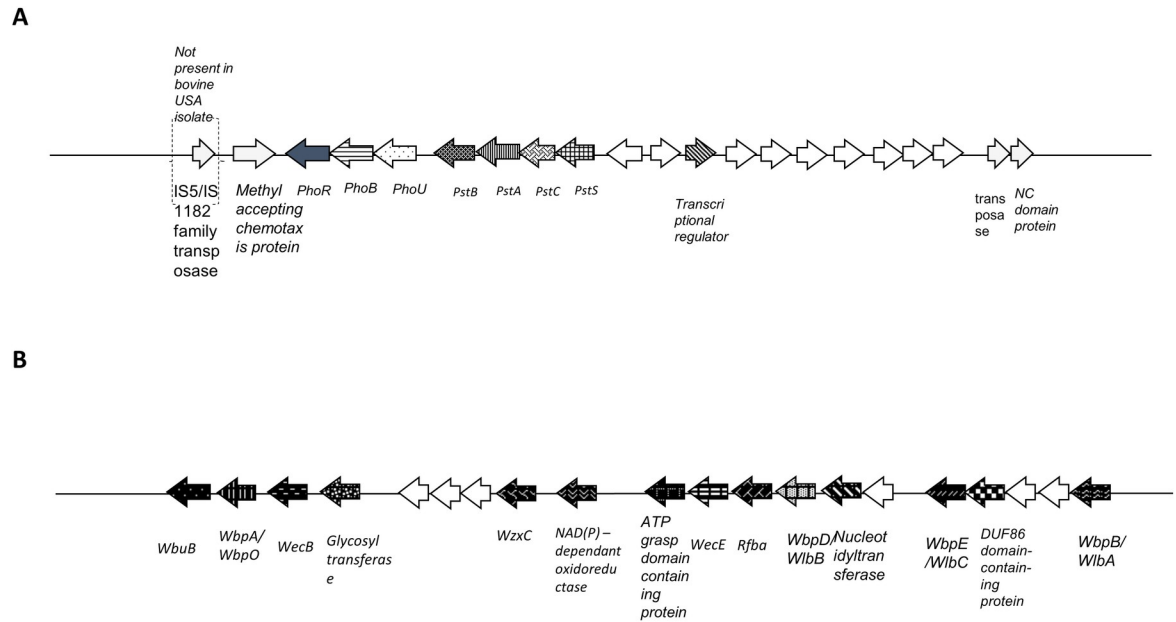 A
Not
present in
bovine
USA
isolate
IS5/IS
1182
family
transp
osase
Methyl
accepting
chemotax
is protein
PhoR
PhoB
PhoU
PstB
PstA
PstC
PstS
Transcri
ptional
regulator
trans
posa
se
NC
domain
protein
B
WbuB
WbpA/
WbpO
WecB
Glycosyl
transferas
e
WzxC
NAD(P) –
dependant
oxidoredu
ctase
ATP
grasp
domain
contain
ing
protein
WecE
Rfba
WbpD/
WlbB
Nucleot
idyltran
sferase
WbpE
/WlbC
DUF86
domain-
contain-
ing
protein
WbpB/
WlbA